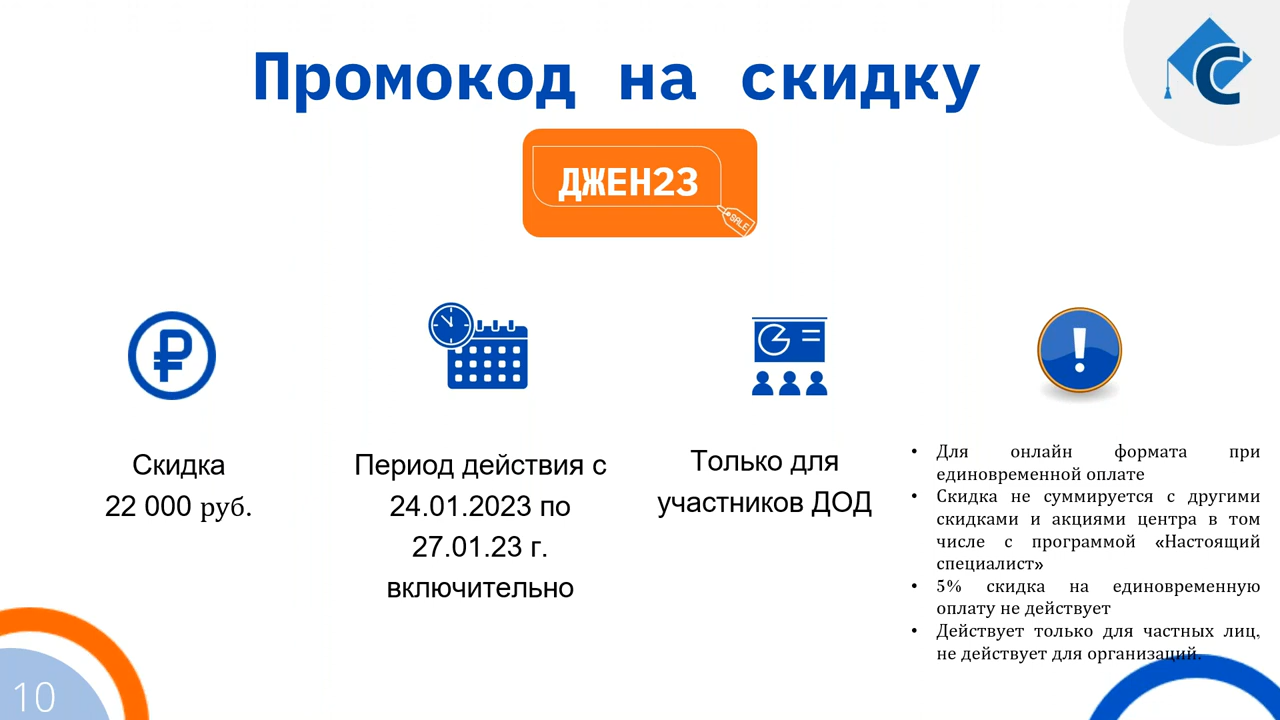 Промокод на скидку
ДЖЕН23
SALE
Скидка
22 000 руб.
Период действия с
24.01.2023 по
27.01.23 г.
включительно
Только для
участников ДОД
• Для онлайн формата при
единовременной оплате
• Скидка не суммируется с другими
скидками и акциями центра в том
числе с программой «Настоящий
специалист»
• 5% скидка на единовременную
оплату не действует
• Действует только для частных лиц,
не действует для организаций.
10